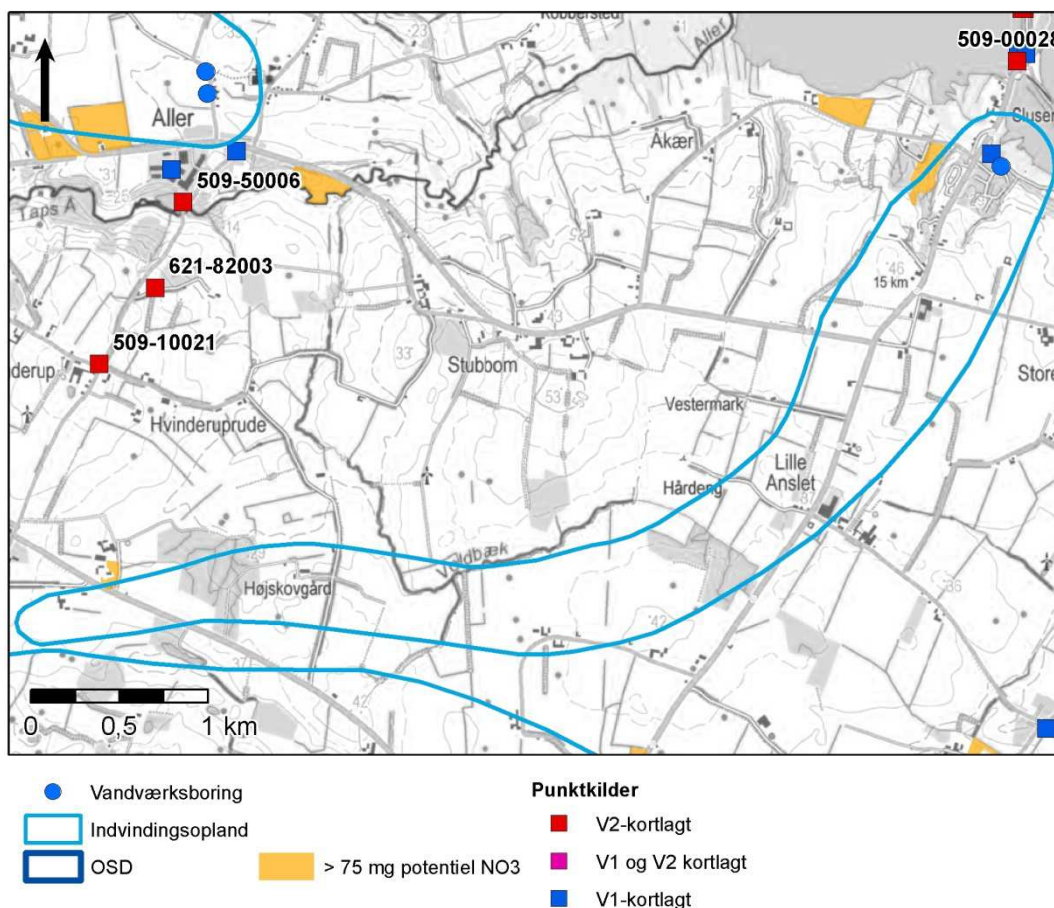 Aller
509-00028
Sluser
Aller
Åkær
509-50006
Taps Å
621-82003
15 km
509-10021
Stubbom
Store
derup
Vestermark
Hvinderuprude
Lille
Anslet
Hårdeng
Højskovgård
0 0,5 1 km
Vandværksboring
Punktkilder
V2-kortlagt
Indvindingsopland
OSD
> 75 mg potentiel NO3
V1 og V2 kortlagt
V1-kortlagt